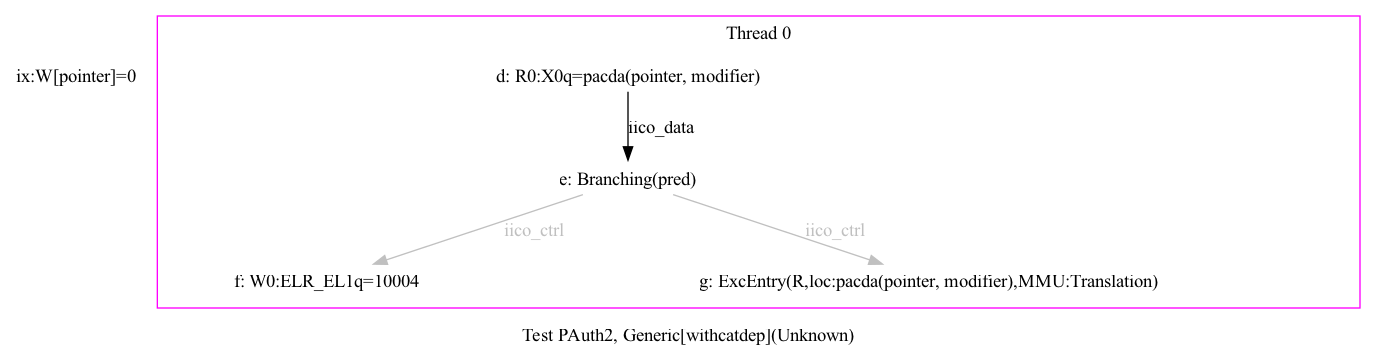 Thread 0
ix:W[pointer]=0
d: R0:X0q=pacda(pointer, modifier)
iico_data
e: Branching(pred)
iico_ctrl
iico_ctrl
f: W0:ELR_EL1q=10004
g: ExcEntry(R,loc:pacda(pointer, modifier),MMU:Translation)
Test PAuth2, Generic[withcatdep](Unknown)